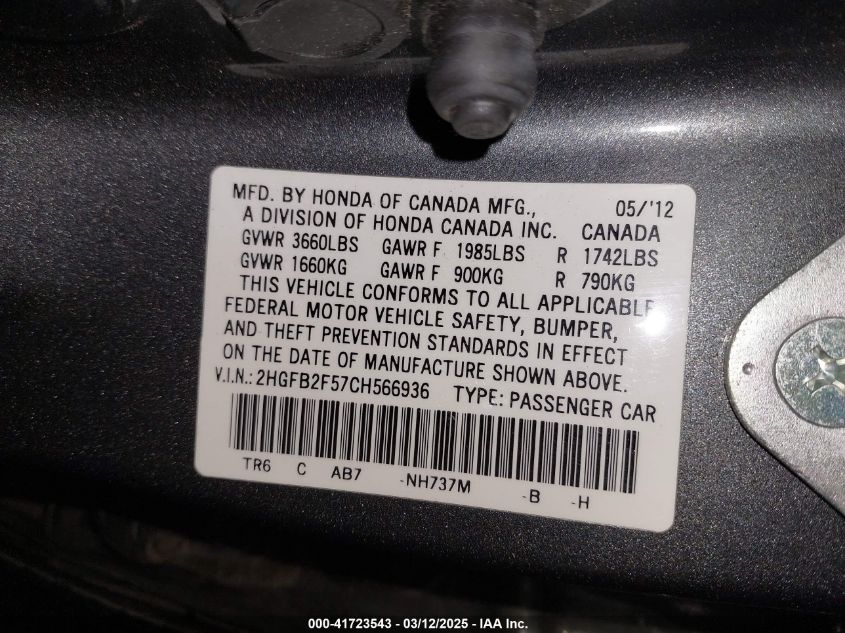 MFD. BY HONDA OF CANADA MFG., 05/'12
A DIVISION OF HONDA CANADA INC. CANADA
GVWR 3660LBS GAWR F 1985LBS R 1742LBS
GVWR 1660KG GAWR F 900KG R 790KG
THIS VEHICLE CONFORMS TO ALL APPLICABLE
FEDERAL MOTOR VEHICLE SAFETY, BUMPER,
AND THEFT PREVENTION STANDARDS IN EFFECT
ON THE DATE OF MANUFACTURE SHOWN ABOVE.
V.I.N.: 2HGFB2F57CH566936 TYPE: PASSENGER CAR
TR6 C AB7 -NH737M -B -H
000-41723543 - 03/12/2025 - IAA Inc.